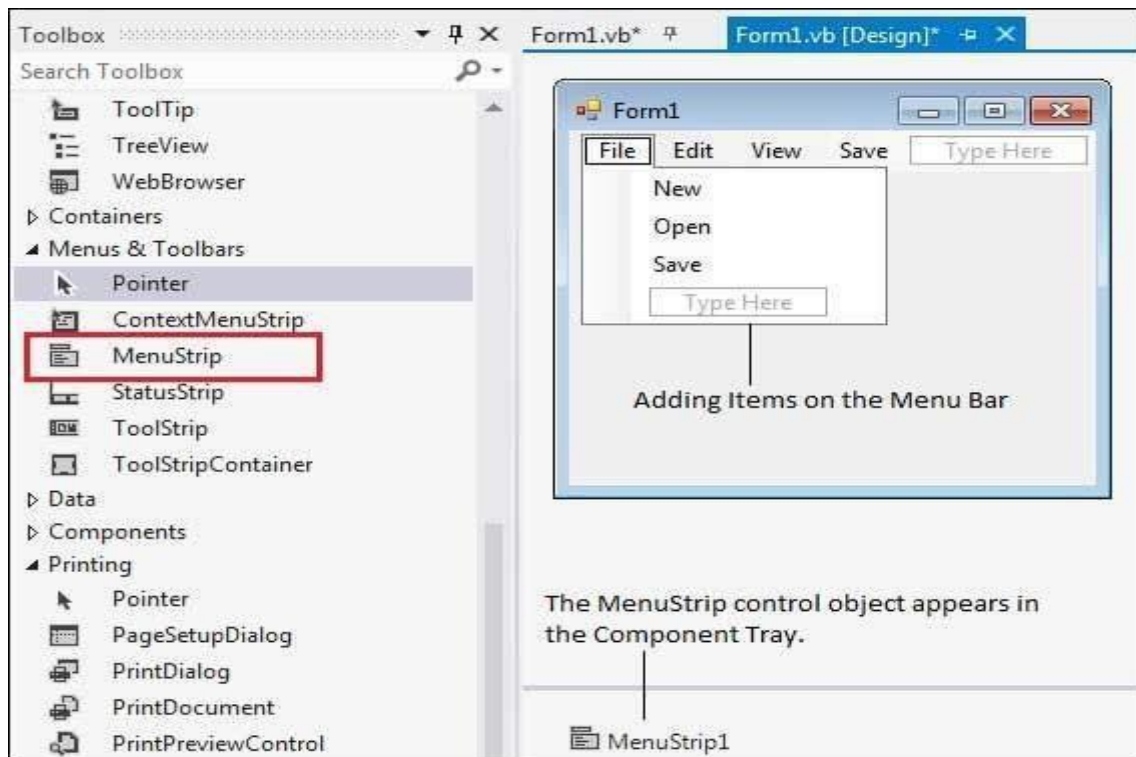 Toolbox
Search Toolbox
ToolTip
TreeView
WebBrowser
Containers
Menus & Toolbars
Pointer
ContextMenuStrip
MenuStrip
StatusStrip
ToolStrip
ToolStripContainer
Data
Components
Printing
Pointer
PageSetupDialog
PrintDialog
PrintDocument
PrintPreviewControl
Form1.vb* Form1.vb [Design]*
Form1
File Edit View Save Type Here
New
Open
Save
Type Here
Adding Items on the Menu Bar
The MenuStrip control object appears in
the Component Tray.
MenuStrip1